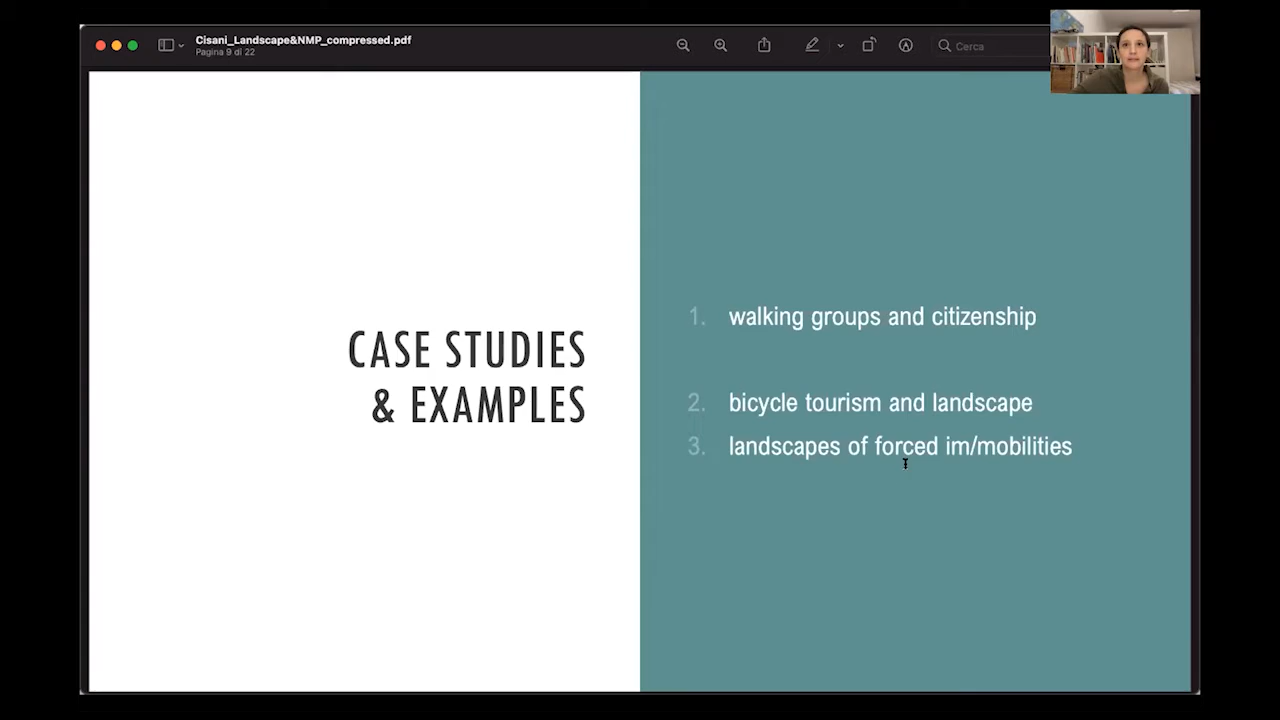 Cisani_Landscape&NMP_compressed.pdf
Pagina 9 di 22
Cerca
CASE STUDIES
& EXAMPLES
1. walking groups and citizenship
2. bicycle tourism and landscape
3. landscapes of forced im/mobilities